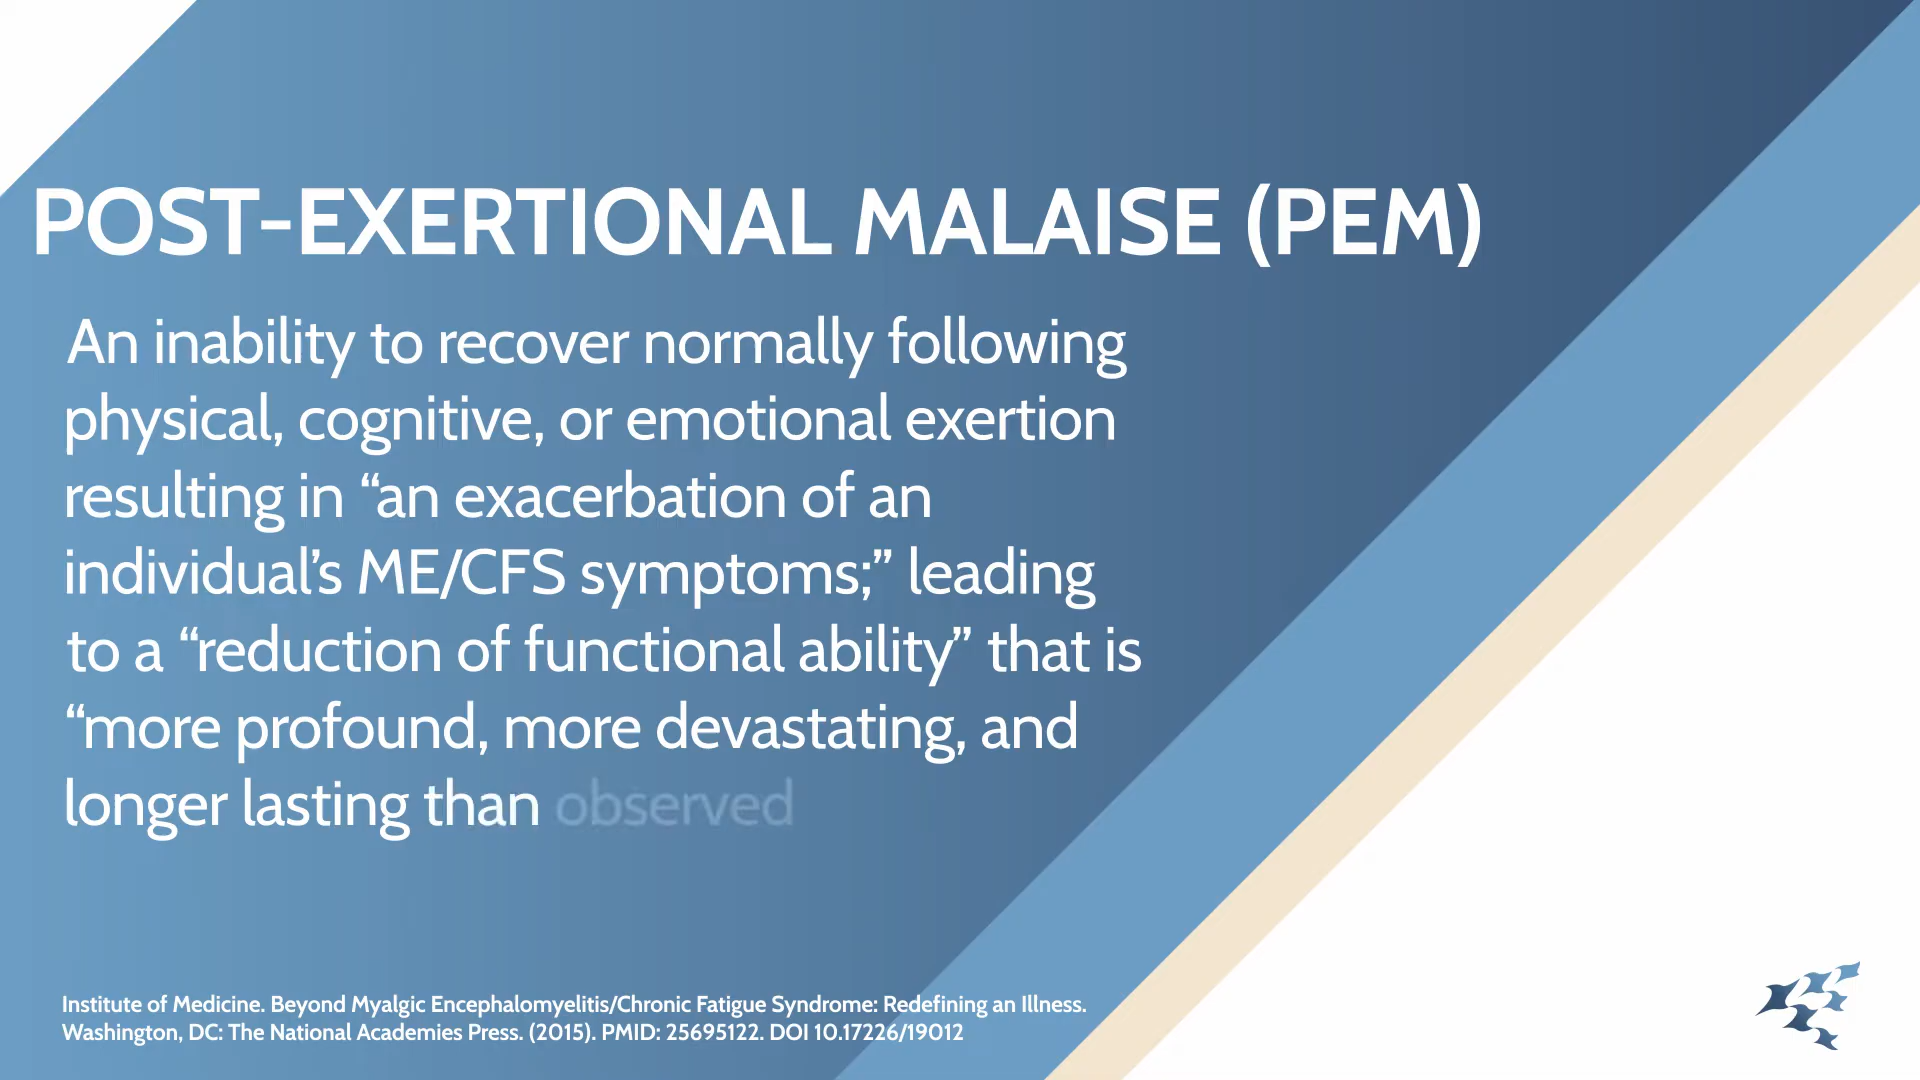 POST-EXERTIONAL MALAISE (PEM)
An inability to recover normally following
physical, cognitive, or emotional exertion
resulting in “an exacerbation of an
individual’s ME/CFS symptoms;” leading
to a “reduction of functional ability” that is
“more profound, more devastating, and
longer lasting than observed
Institute of Medicine. Beyond Myalgic Encephalomyelitis/Chronic Fatigue Syndrome: Redefining an Illness.
Washington, DC: The National Academies Press. (2015). PMID: 25695122. DOI 10.17226/19012